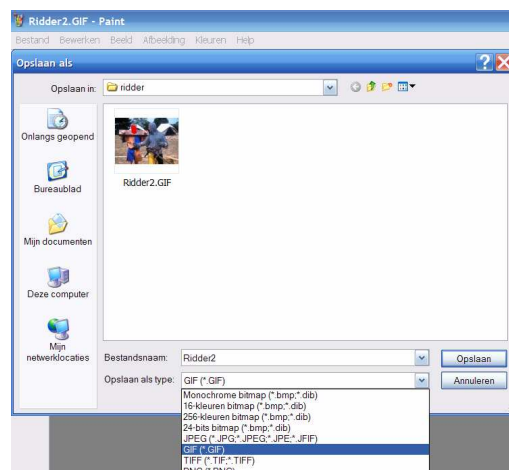 Ridder2.GIF - Paint
Bestand Bewerken Beeld Afbeelding Kleuren Help
Opslaan als
Opslaan in: ridder
Onlangs geopend
Bureaublad
Mijn documenten
Deze computer
Mijn
netwerklocaties
Ridder2.GIF
Bestandsnaam: Ridder2 Opslaan
Opslaan als type: GIF (*.GIF) Annuleren
Monochrome bitmap (*.bmp;*.dib)
16-kleuren bitmap (*.bmp;*.dib)
256-kleuren bitmap (*.bmp;*.dib)
24-bits bitmap (*.bmp;*.dib)
JPEG (*.JPG;*.JPEG;*.JPE;*.JFIF)
GIF (*.GIF)
TIFF (*.TIF;*.TIFF)
PNG (*.PNG)